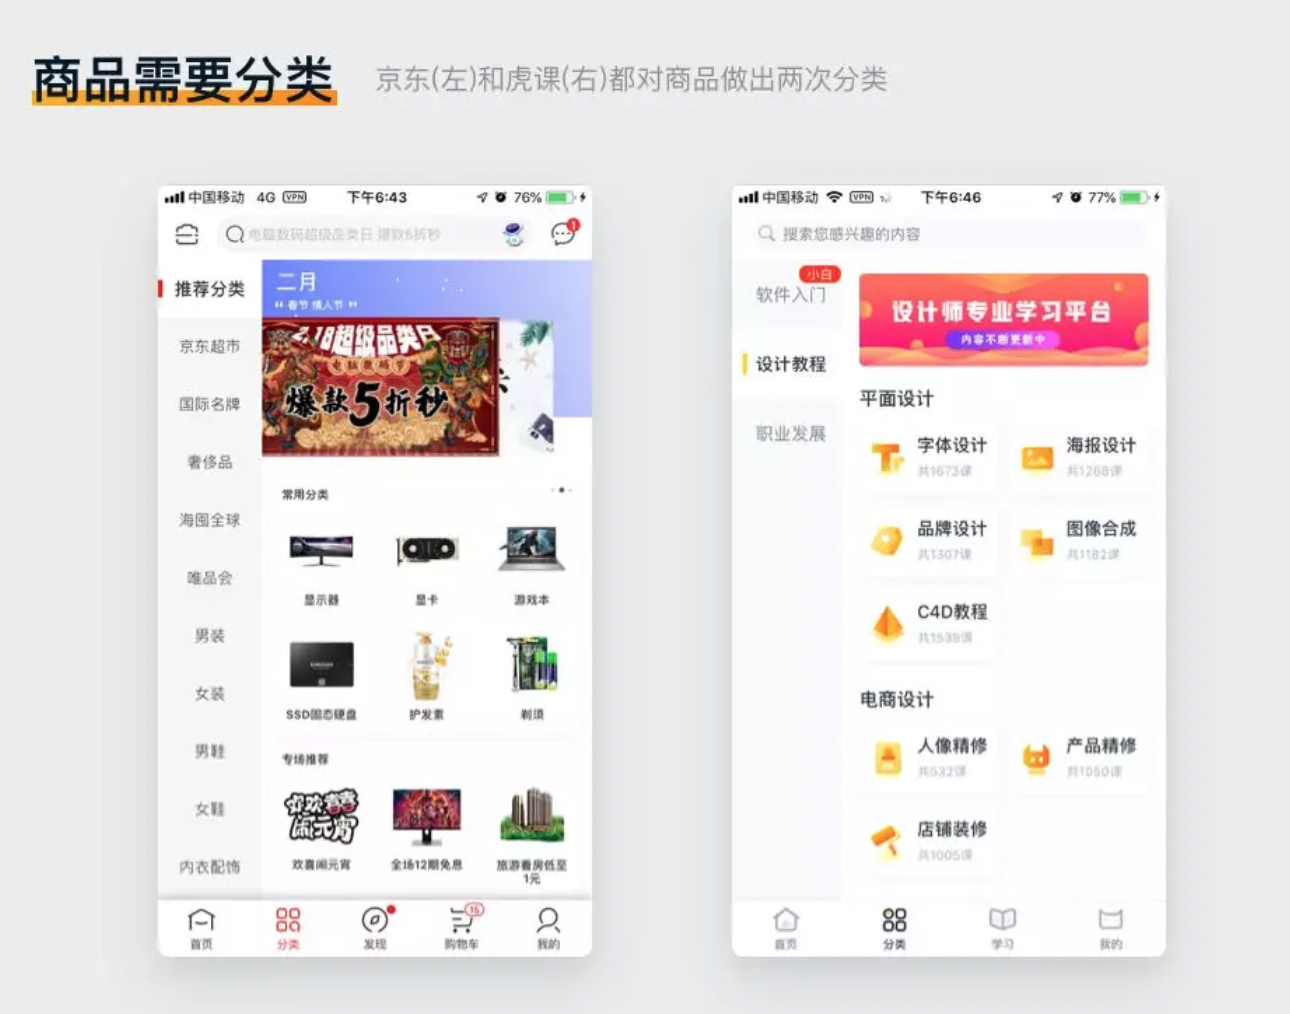 商品需要分类
京东(左)和虎课(右)都对商品做出两次分类
中国移动 4G VPN 下午6:43 76%
电脑数码超级品类日 爆款5折秒
1
推荐分类
京东超市
国际名牌
奢侈品
海囤全球
唯品会
男装
女装
男鞋
女鞋
内衣配饰
二月
春节 情人节
2.18超级品类日
爆款5折秒
常用分类
显示器 显卡 游戏本
SSD固态硬盘 护发素 剃须
专场推荐
欢喜闹元宵
欢喜闹元宵 全场12期免息 旅游看房低至
1元
15
首页 分类 发现 购物车 我的
中国移动 VPN 下午6:46 77%
搜索您感兴趣的内容
小白
软件入门
设计教程
职业发展
设计师专业学习平台
内容不断更新中
平面设计
字体设计 海报设计
共1673课 共1268课
品牌设计 图像合成
共1307课 共1182课
C4D教程
共1538课
电商设计
人像精修 产品精修
共532课 共1050课
店铺装修
共1005课
首页 分类 学习 我的